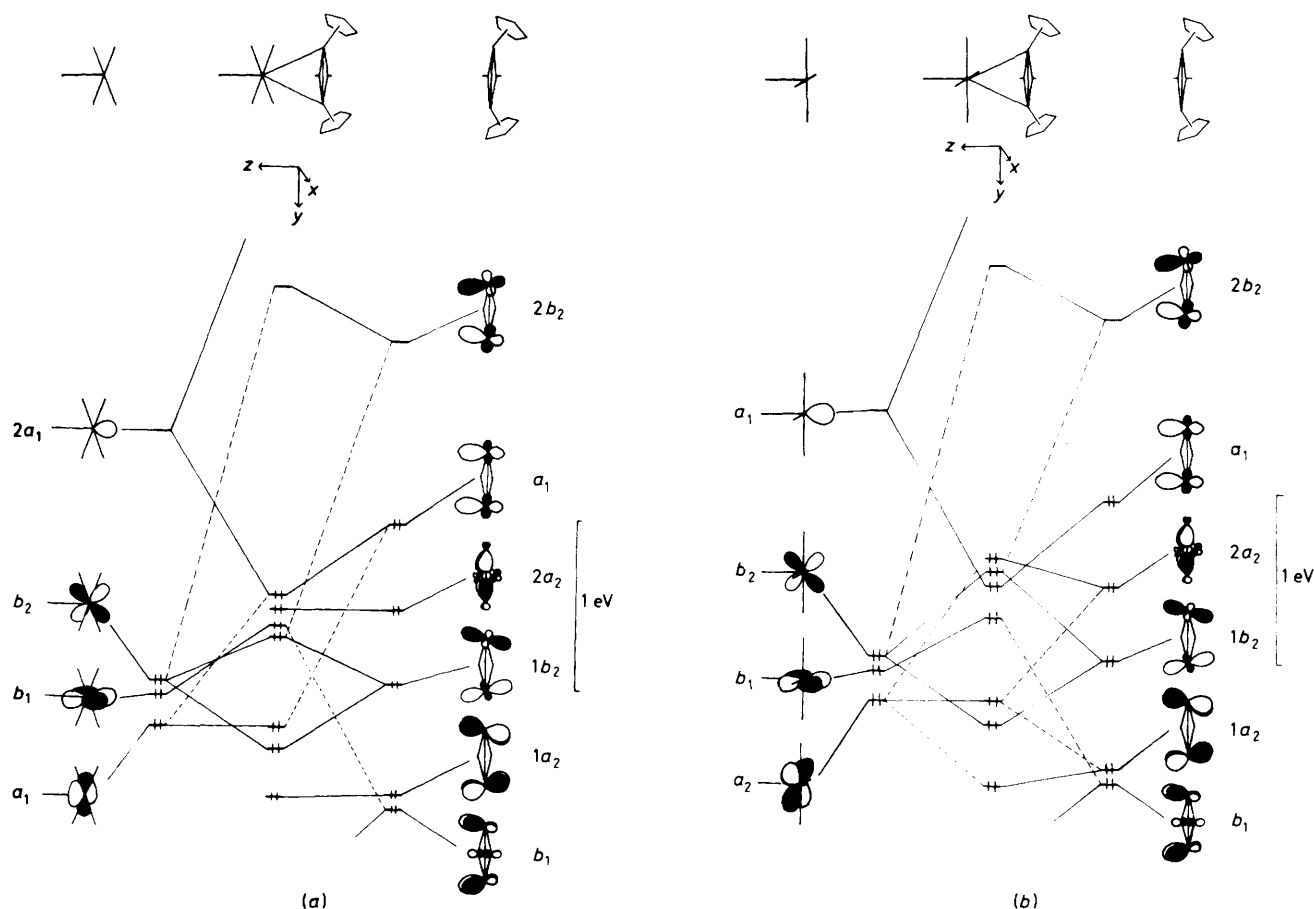 z
x
y
2b₂
2a₁
a₁
2a₂
b₂
1 eV
1b₂
b₁
1a₂
a₁
b₁
(a)
z
x
y
2b₂
a₁
a₁
2a₂
b₂
1 eV
1b₂
b₁
1a₂
a₂
b₁
(b)